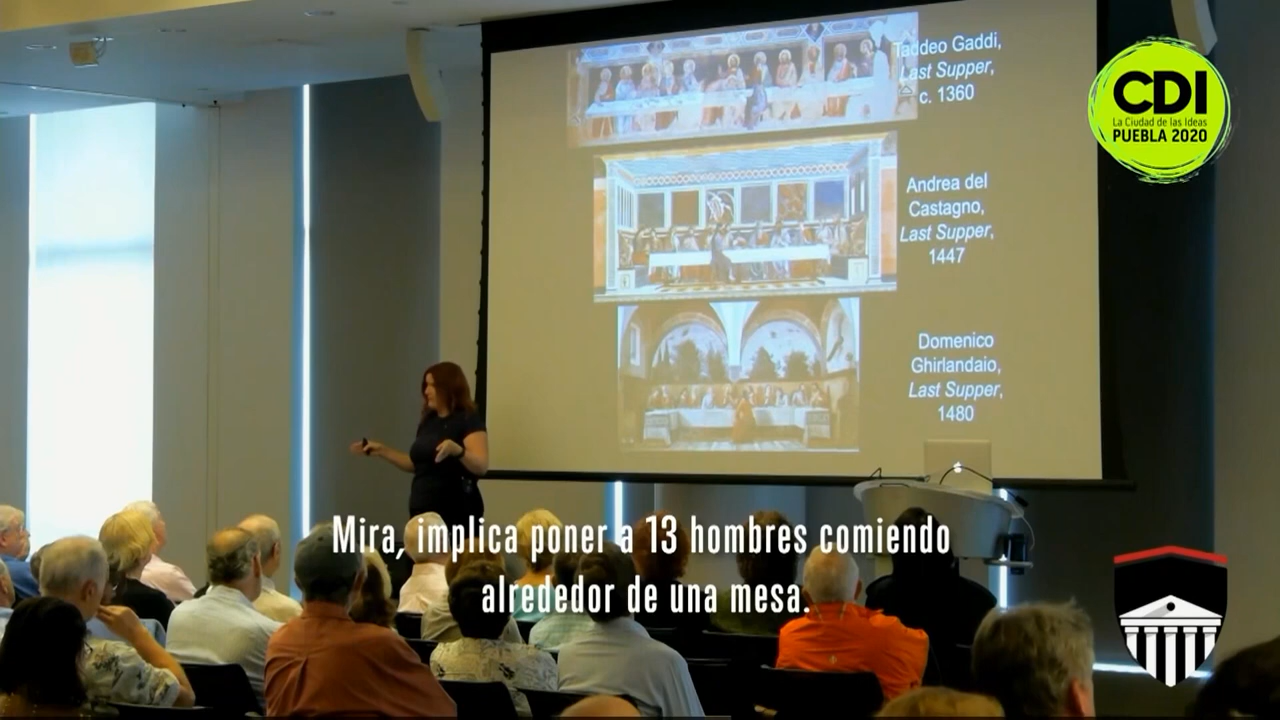 Taddeo Gaddi,
Last Supper,
c. 1360
CDI
La Ciudad de las Ideas
PUEBLA 2020
Andrea del
Castagno,
Last Supper,
1447
Domenico
Ghirlandaio,
Last Supper,
1480
Mira, implica poner a 13 hombres comiendo
alrededor de una mesa.